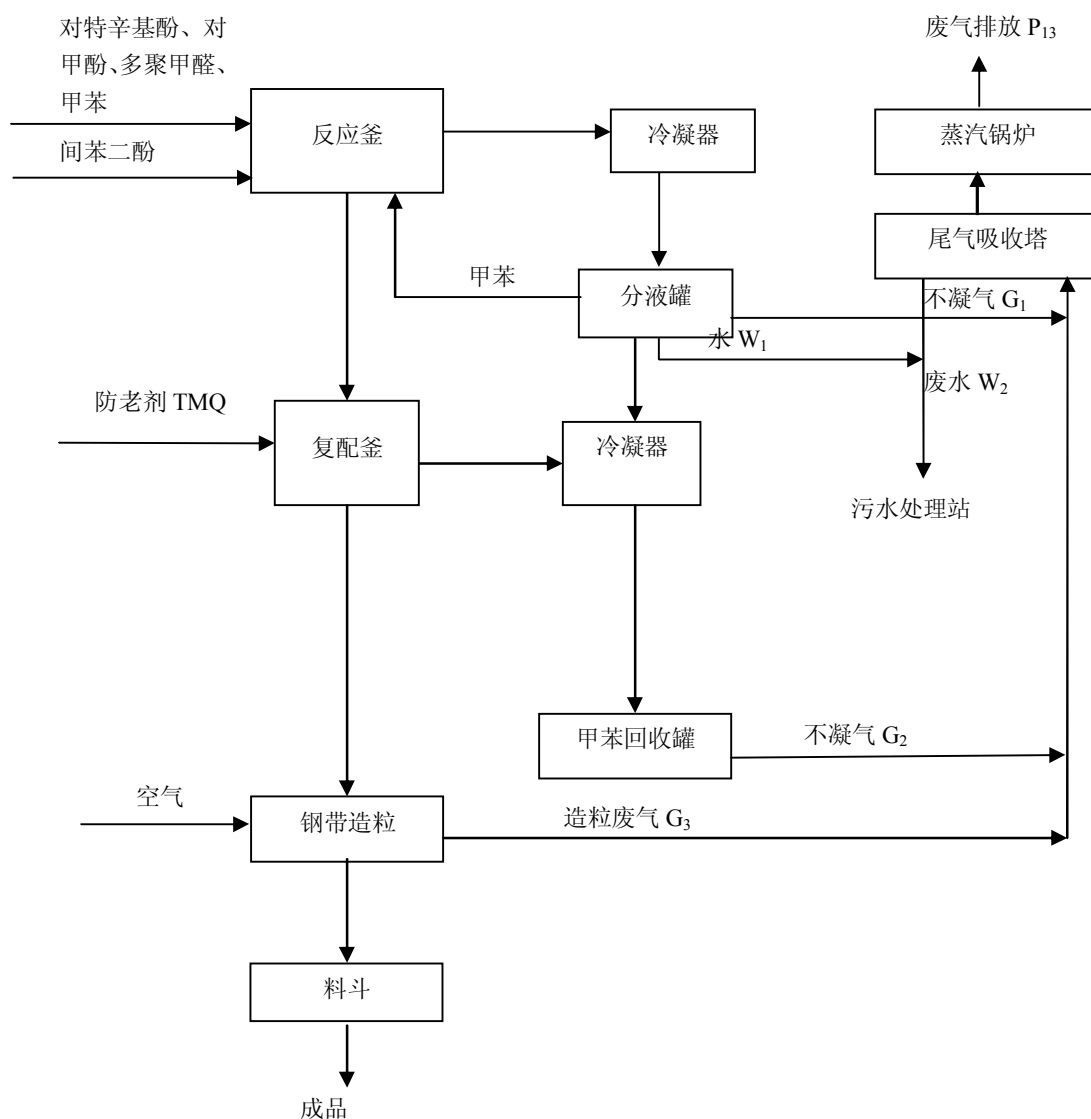 对特辛基酚、对
甲酚、多聚甲醛、
甲苯
间苯二酚
反应釜
冷凝器
废气排放 P₁₃
蒸汽锅炉
尾气吸收塔
甲苯
分液罐
不凝气 G₁
水 W₁
废水 W₂
防老剂 TMQ
复配釜
冷凝器
污水处理站
甲苯回收罐
不凝气 G₂
空气
钢带造粒
造粒废气 G₃
料斗
成品